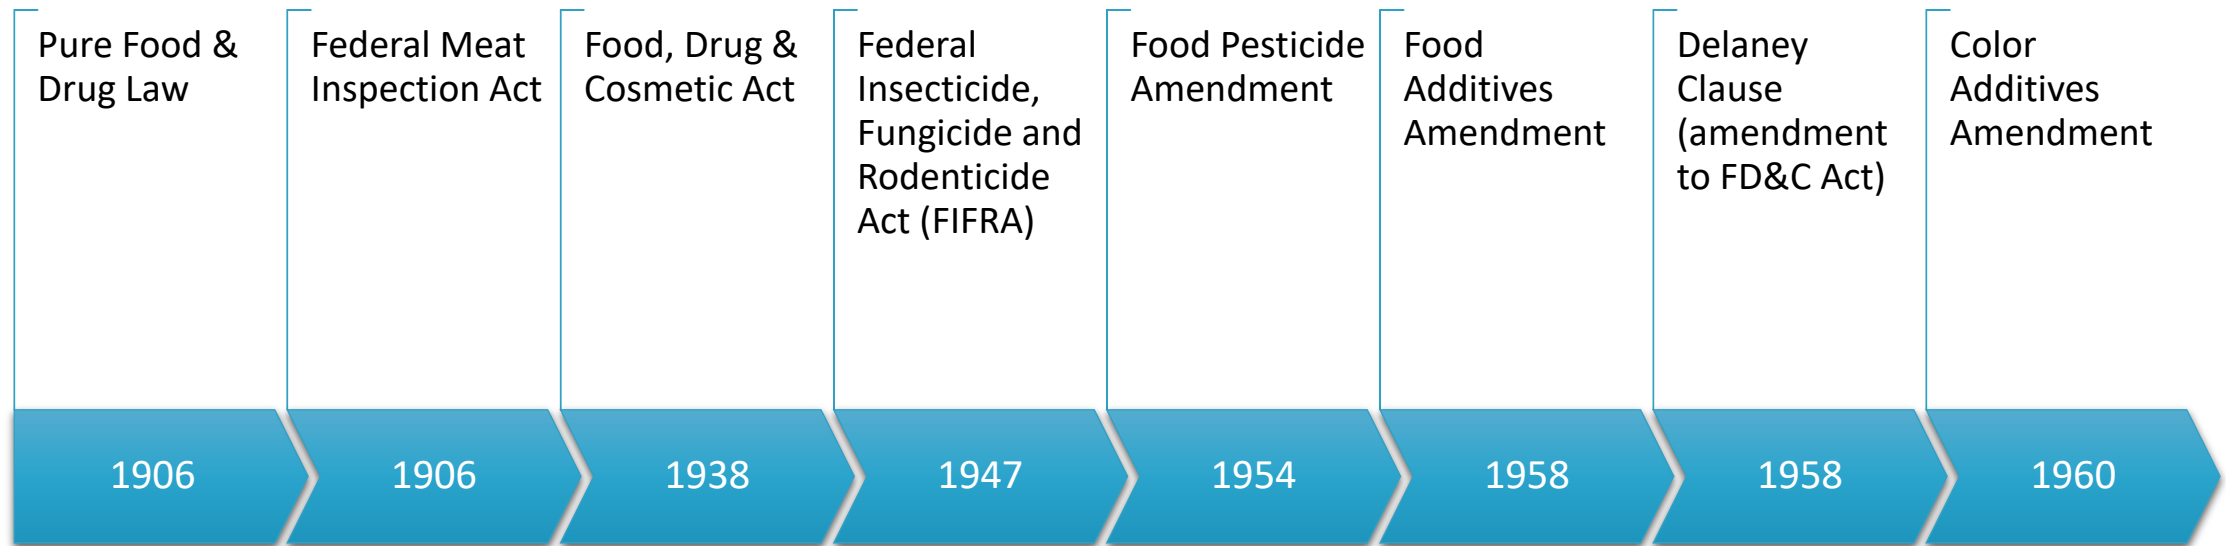 Pure Food &
Drug Law
Federal Meat
Inspection Act
Food, Drug &
Cosmetic Act
Federal
Insecticide,
Fungicide and
Rodenticide
Act (FIFRA)
Food Pesticide
Amendment
Food
Additives
Amendment
Delaney
Clause
(amendment
to FD&C Act)
Color
Additives
Amendment
1906
1906
1938
1947
1954
1958
1958
1960